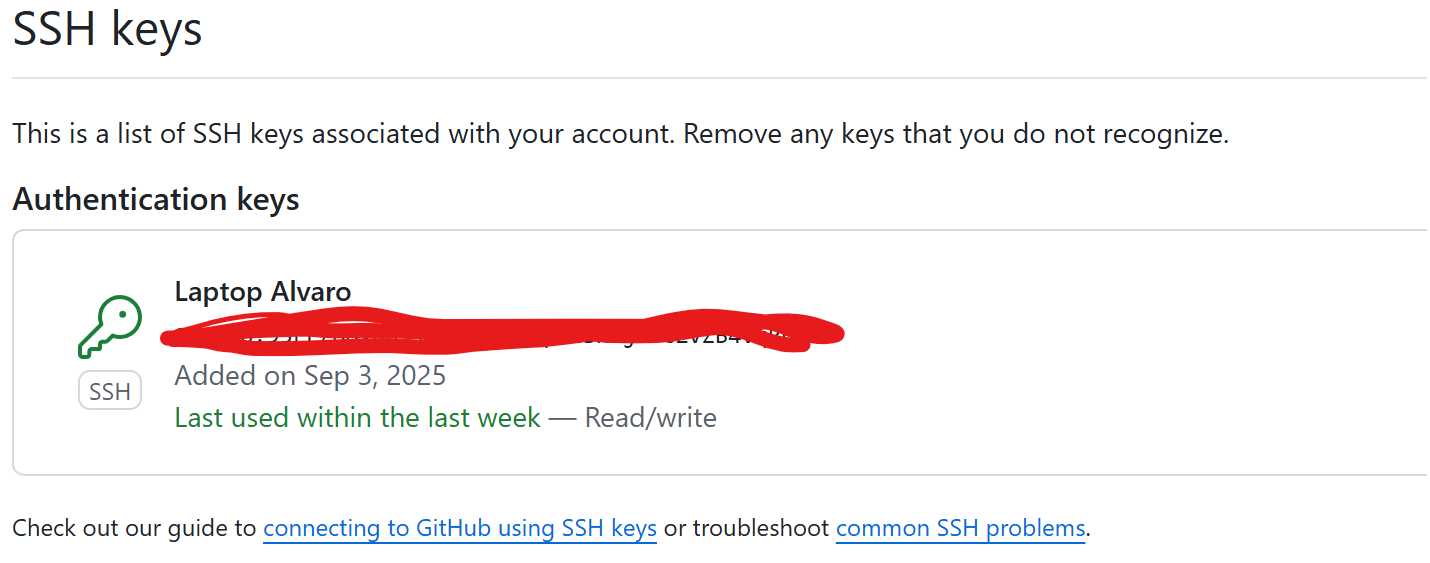 SSH keys
This is a list of SSH keys associated with your account. Remove any keys that you do not recognize.
Authentication keys
Laptop Alvaro
Added on Sep 3, 2025
SSH
Last used within the last week — Read/write
Check out our guide to connecting to GitHub using SSH keys or troubleshoot common SSH problems.